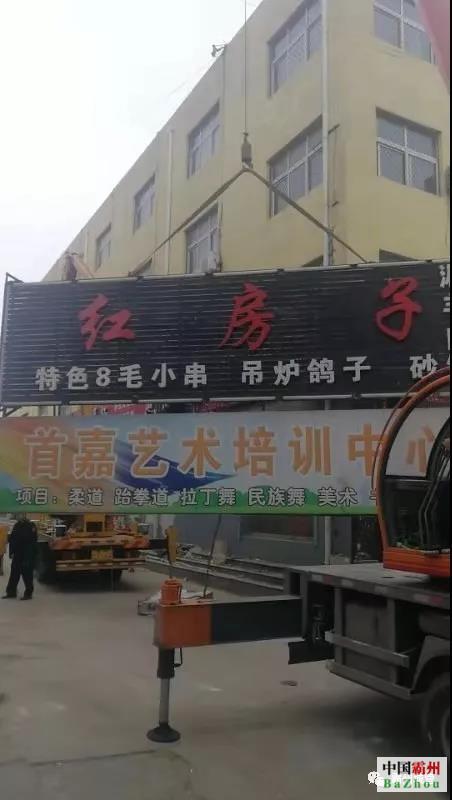 红房子
特色8毛小串 吊炉鸽子 砂
首嘉艺术培训中心
项目：柔道 跆拳道 拉丁舞 民族舞 美术
中国霸州
BaZhou